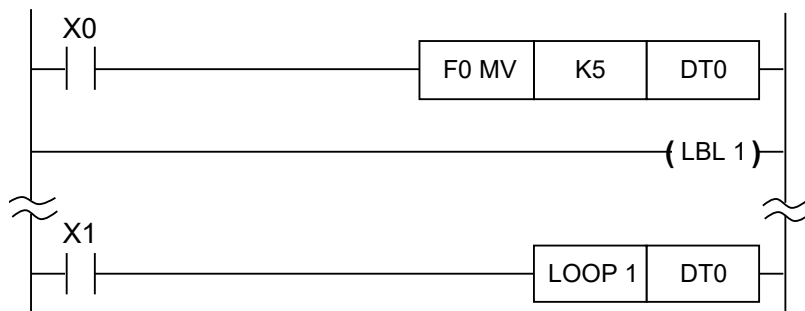 X0
F0 MV K5 DT0
( LBL 1 )
X1
LOOP 1 DT0